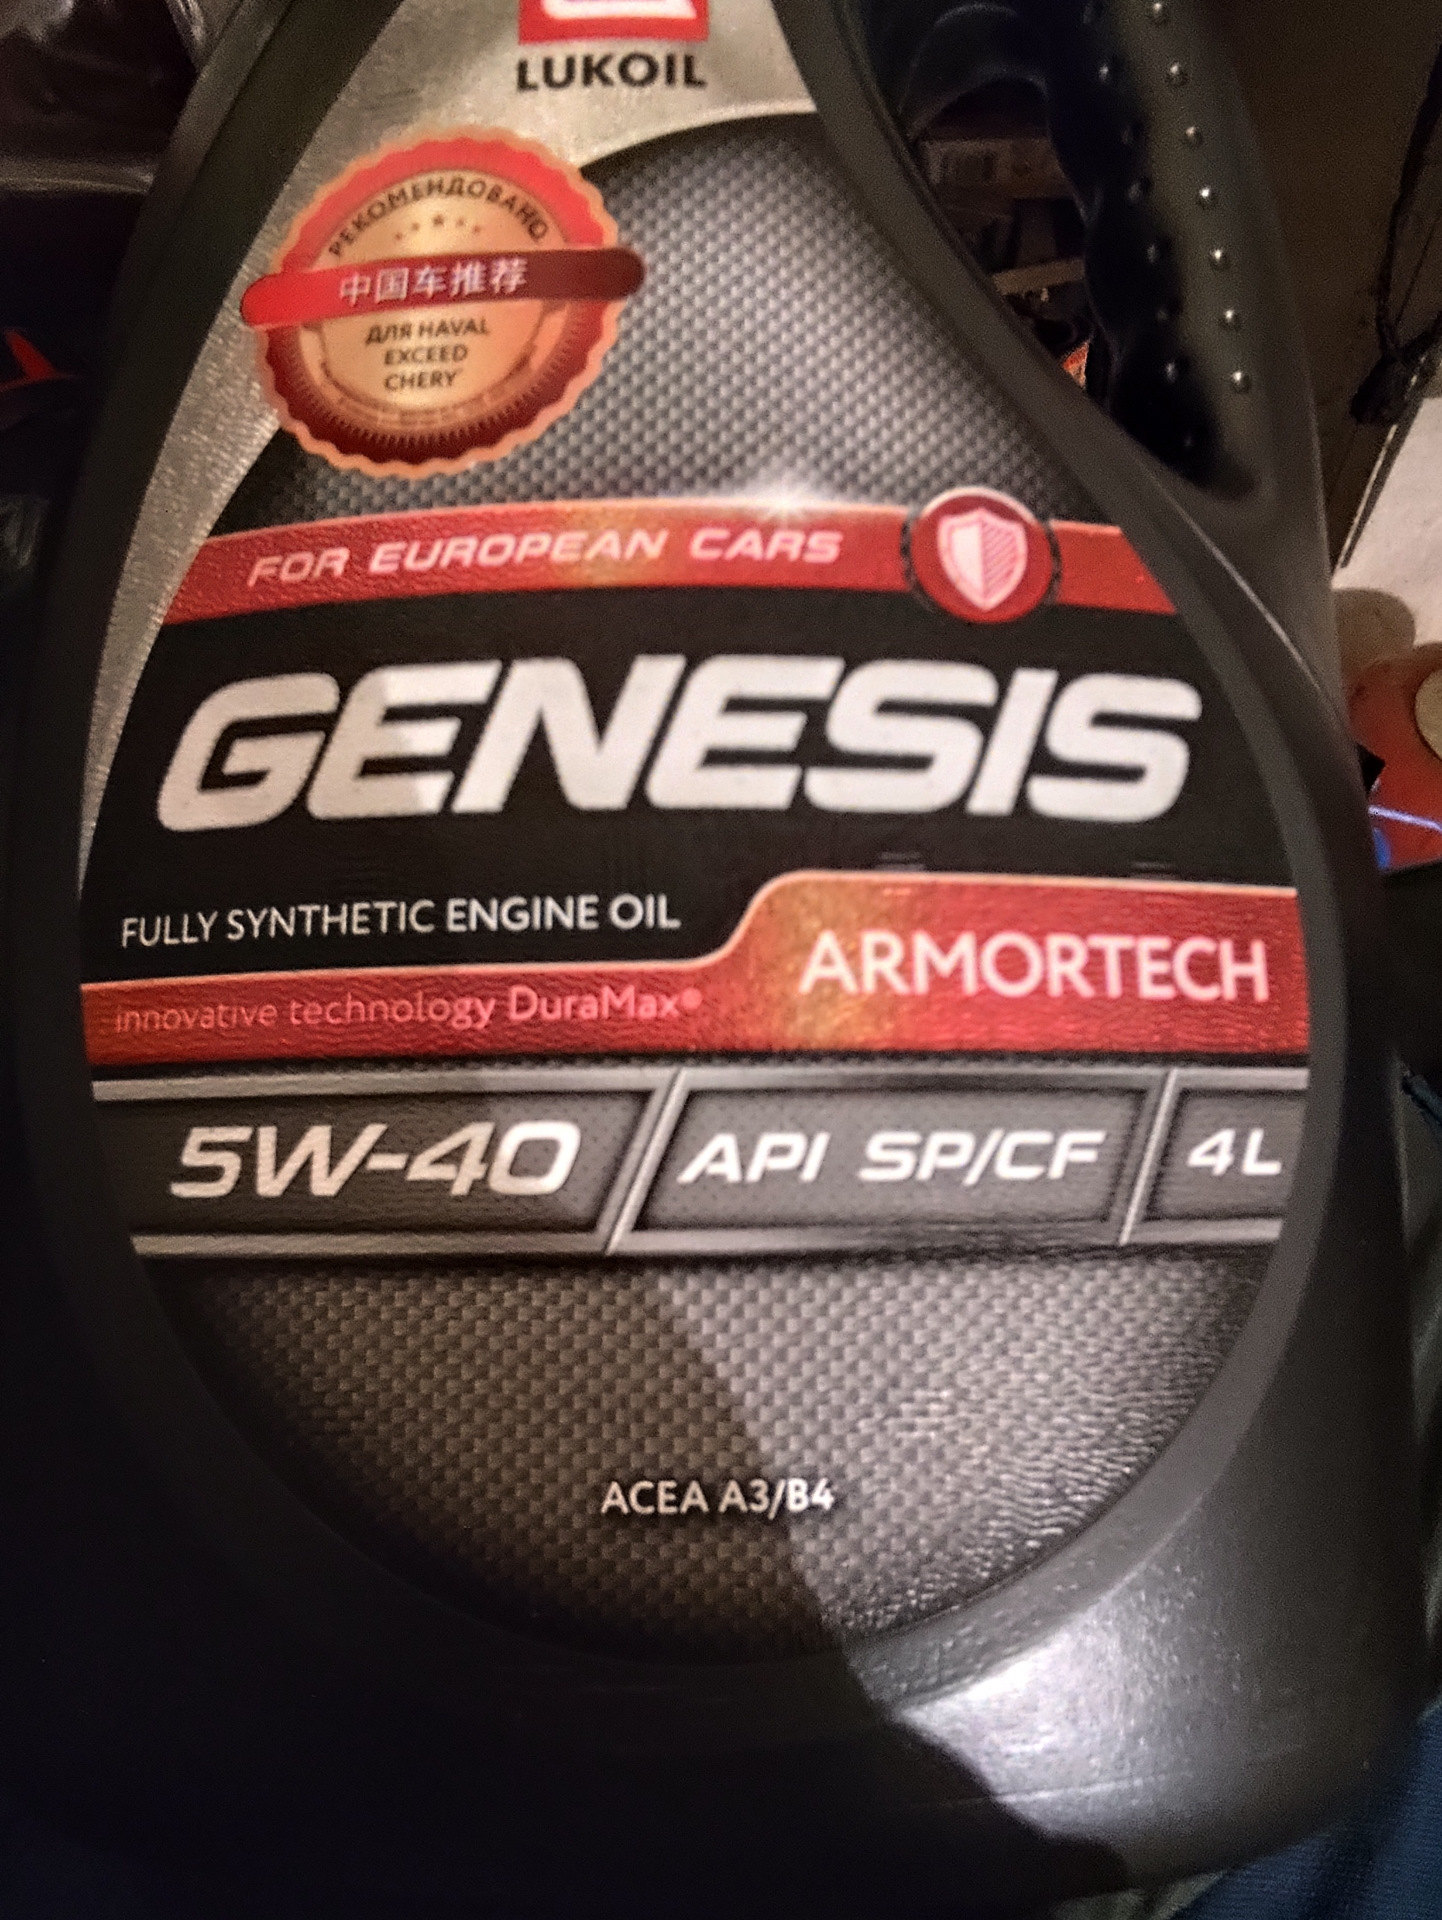 LUKOIL
РЕКОМЕНДОВАНО
中国车推荐
ДЛЯ HAVAL
EXCEED
CHERY
FOR EUROPEAN CARS
GENESIS
FULLY SYNTHETIC ENGINE OIL
ARMORTECH
innovative technology DuraMax®
5W-40
API SP/CF
4L
ACEA A3/B4